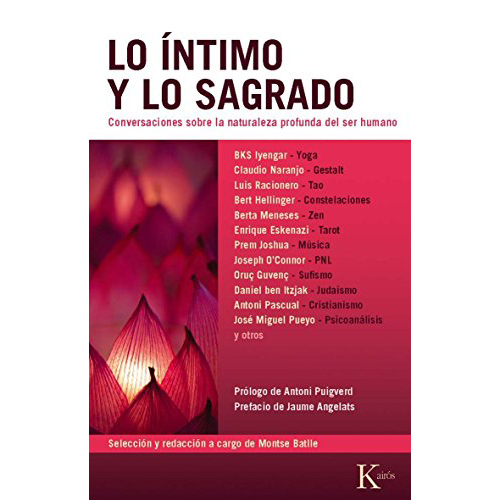 LO ÍNTIMO
Y LO SAGRADO
Conversaciones sobre la naturaleza profunda del ser humano
BKS Iyengar - Yoga
Claudio Naranjo - Gestalt
Luis Racionero - Tao
Bert Hellinger - Constelaciones
Berta Meneses - Zen
Enrique Eskenazi - Tarot
Prem Joshua - Música
Joseph O'Connor - PNL
Oruç Guvenç - Sufismo
Daniel ben Itzjak - Judaísmo
Antoni Pascual - Cristianismo
José Miguel Pueyo - Psicoanálisis
y otros
Prólogo de Antoni Puigverd
Prefacio de Jaume Angelats
Selección y redacción a cargo de Montse Batlle
Kairós